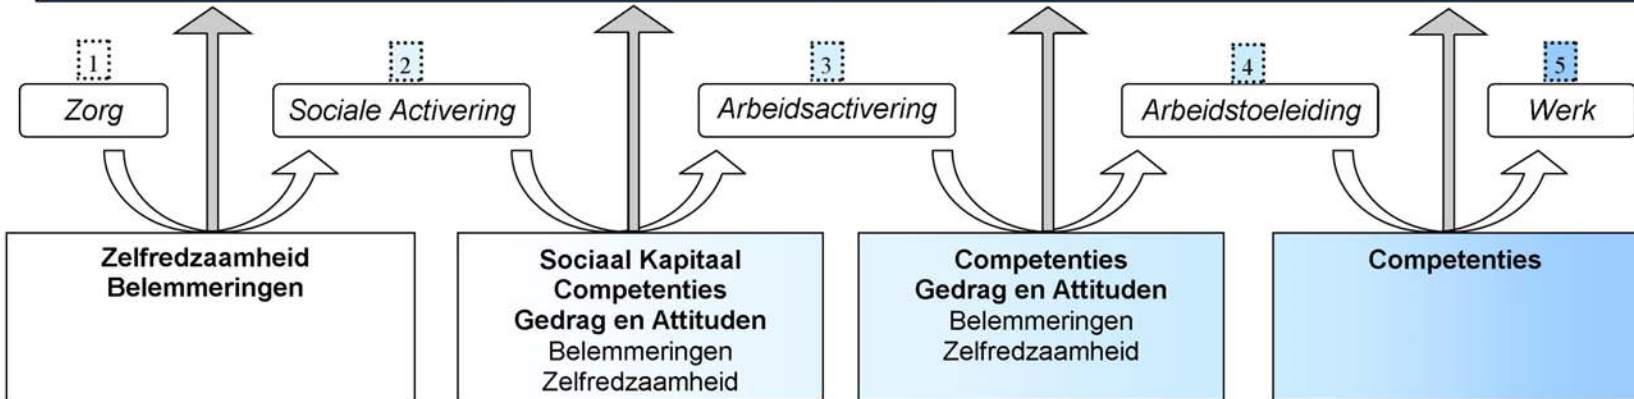 1
Zorg
2
Sociale Activering
3
Arbeidsactivering
4
Arbeidstoeleiding
5
Werk
Zelfredzaamheid
Belemmeringen
Sociaal Kapitaal
Competenties
Gedrag en Attituden
Belemmeringen
Zelfredzaamheid
Competenties
Gedrag en Attituden
Belemmeringen
Zelfredzaamheid
Competenties